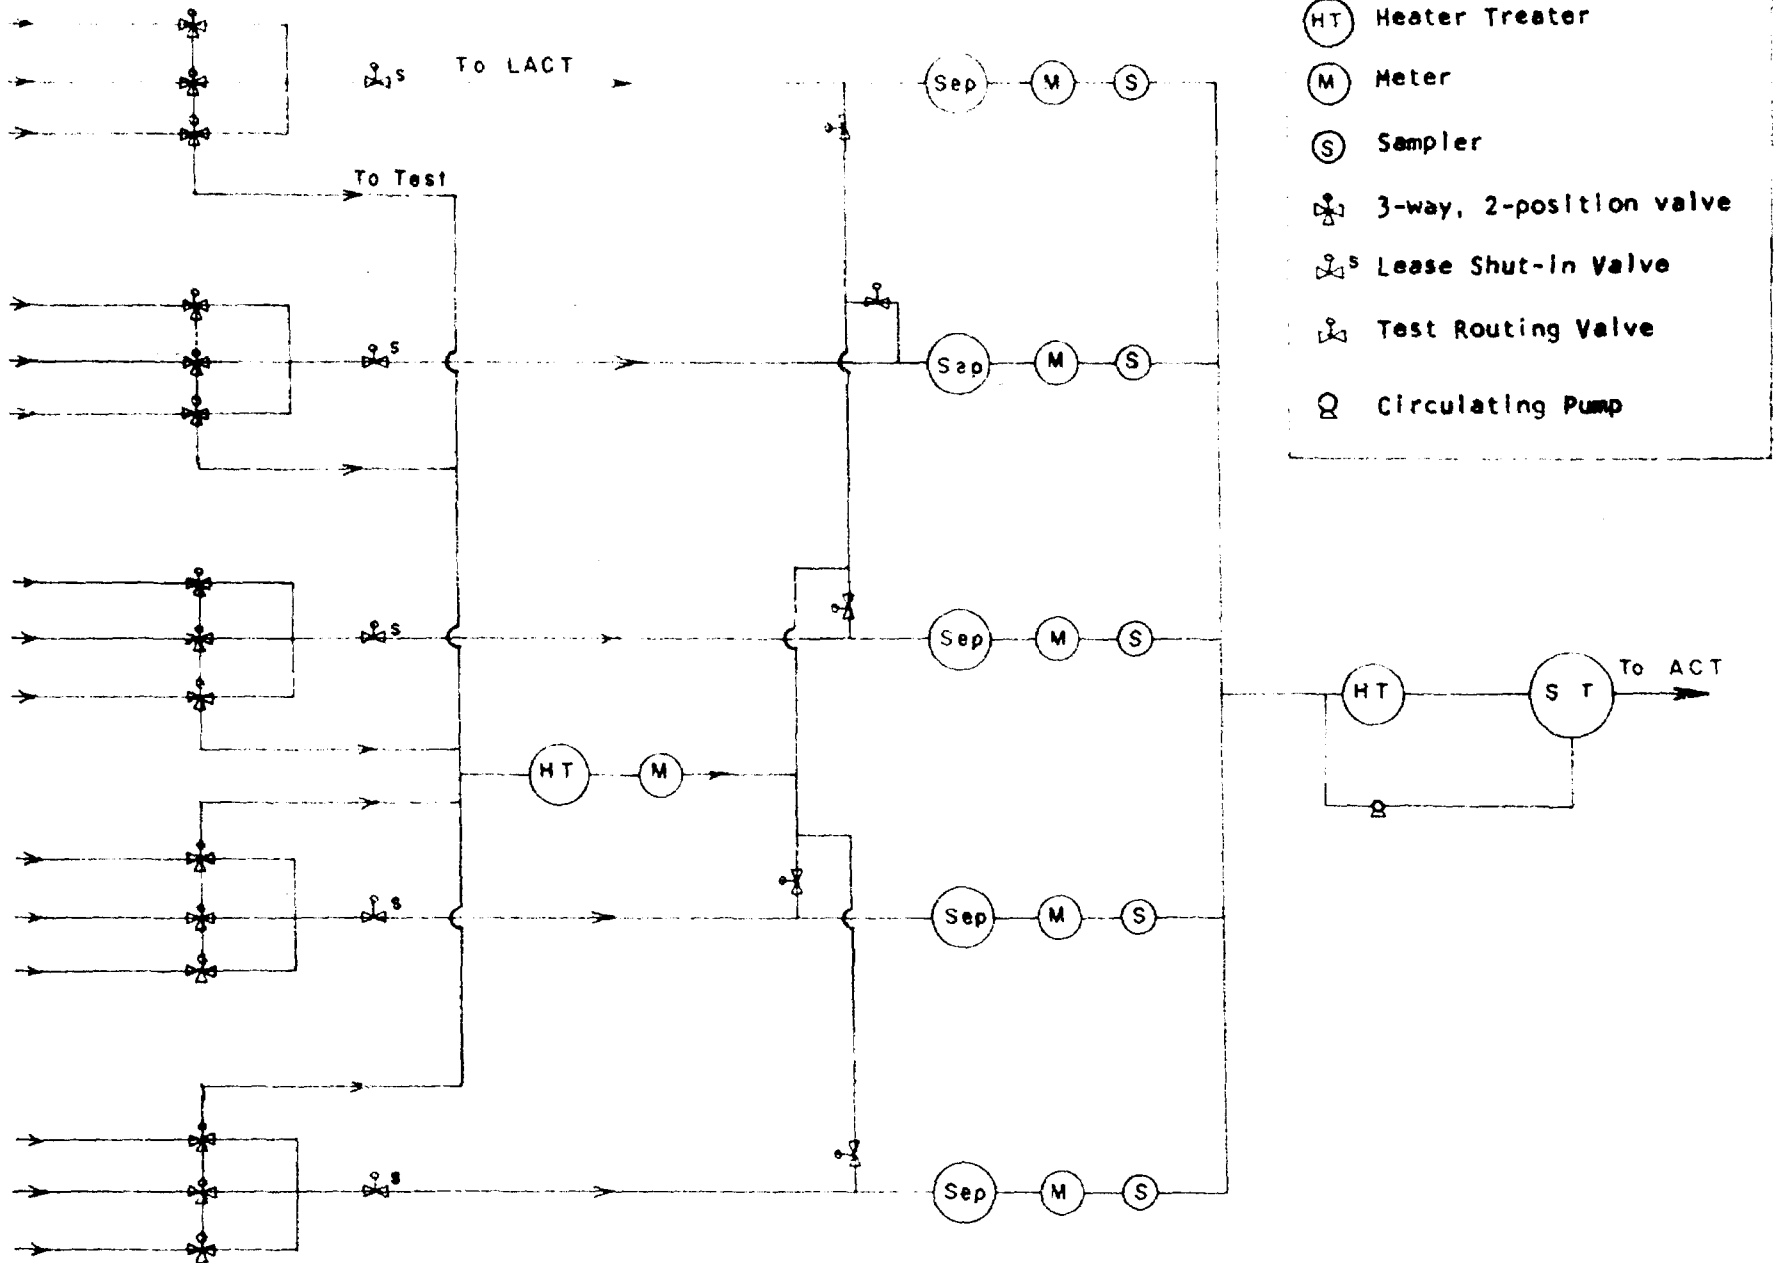 HT Heater Treater
To LACT
Sep M S
M Meter
S
S Sampler
To Test
3-way, 2-position valve
S Lease Shut-in Valve
Test Routing Valve
S
Sep M S
Circulating Pump
S
Sep M S
To ACT
HT
S T
HT M
S
Sep M S
S
Sep M S